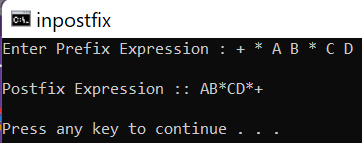 inpostfix
Enter Prefix Expression : + * A B * C D
Postfix Expression :: AB*CD*+
Press any key to continue . . .